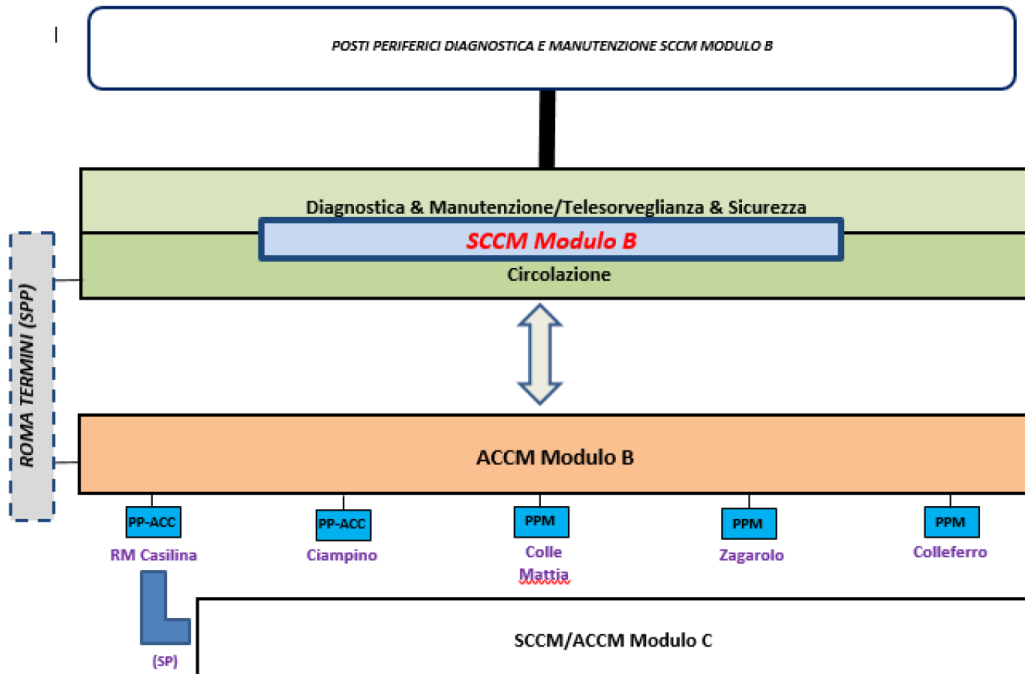 POSTI PERIFERICI DIAGNOSTICA E MANUTENZIONE SCCM MODULO B
Diagnostica & Manutenzione/Telesorveglianza & Sicurezza
SCCM Modulo B
Circolazione
ROMA TERMINI (SPP)
ACCM Modulo B
PP-ACC
PP-ACC
PPM
PPM
PPM
RM Casilina
Ciampino
Colle
Mattia
Zagarolo
Colleferro
SCCM/ACCM Modulo C
(SP)